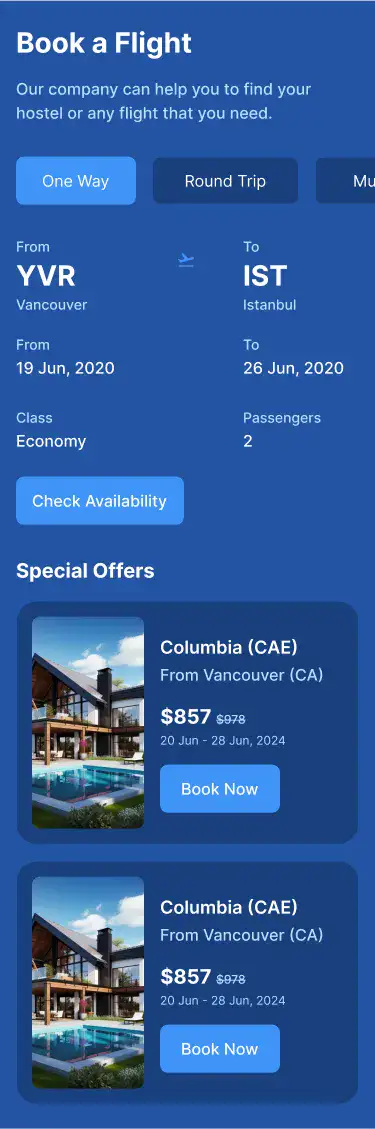 Book a Flight
Our company can help you to find your
hostel or any flight that you need.
One Way
Round Trip
Mu
From
To
YVR
IST
Vancouver
Istanbul
From
To
19 Jun, 2020
26 Jun, 2020
Class
Passengers
Economy
2
Check Availability
Special Offers
Columbia (CAE)
From Vancouver (CA)
$857 $978
20 Jun - 28 Jun, 2024
Book Now
Columbia (CAE)
From Vancouver (CA)
$857 $978
20 Jun - 28 Jun, 2024
Book Now